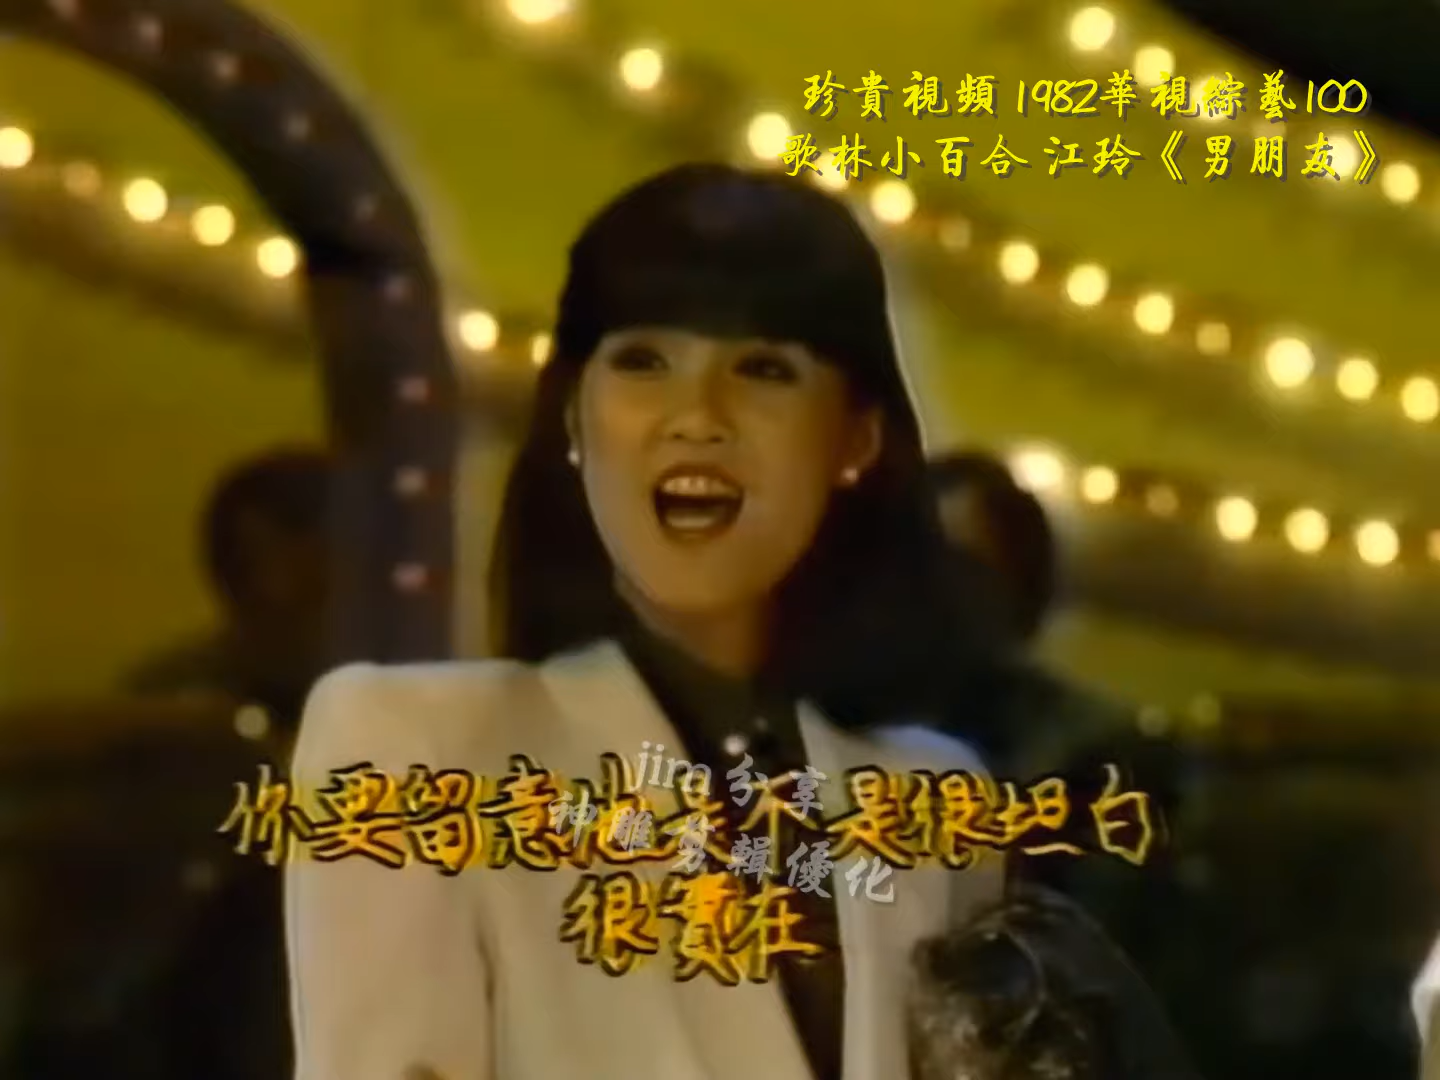 珍貴視頻 1982華視綜藝100
歌林小百合 江玲《男朋友》
你要留意他是不是很坦白
jim分享
神雕剪輯優化
很實在